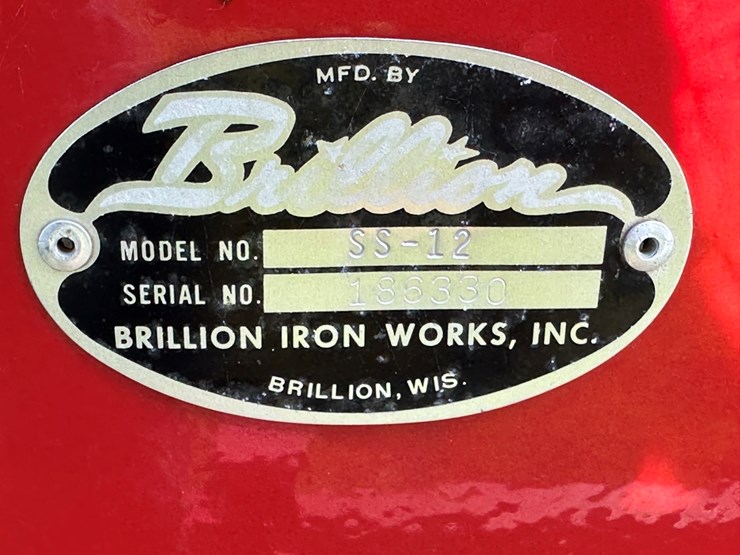 MFD. BY
Brillion
MODEL NO. SS-12
SERIAL NO. 186330
BRILLION IRON WORKS, INC.
BRILLION, WIS.